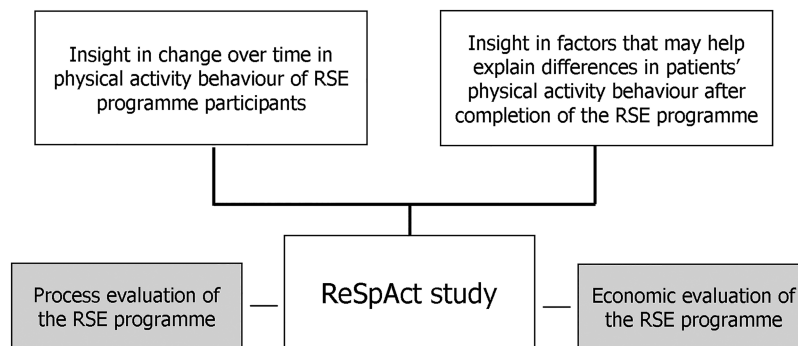 Insight in change over time in
physical activity behaviour of RSE
programme participants
Insight in factors that may help
explain differences in patients’
physical activity behaviour after
completion of the RSE programme
Process evaluation of
the RSE programme
ReSpAct study
Economic evaluation of
the RSE programme